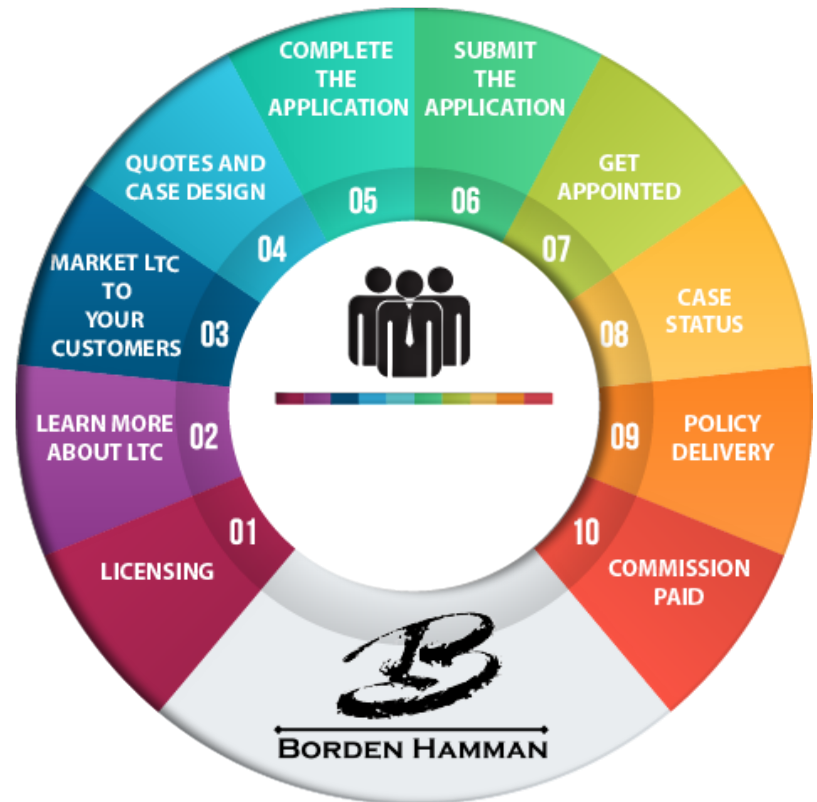 01
LICENSING
02
LEARN MORE
ABOUT LTC
03
MARKET LTC
TO
YOUR
CUSTOMERS
04
QUOTES AND
CASE DESIGN
05
COMPLETE
THE
APPLICATION
06
SUBMIT
THE
APPLICATION
07
GET
APPOINTED
08
CASE
STATUS
09
POLICY
DELIVERY
10
COMMISSION
PAID
B
BORDEN HAMMAN